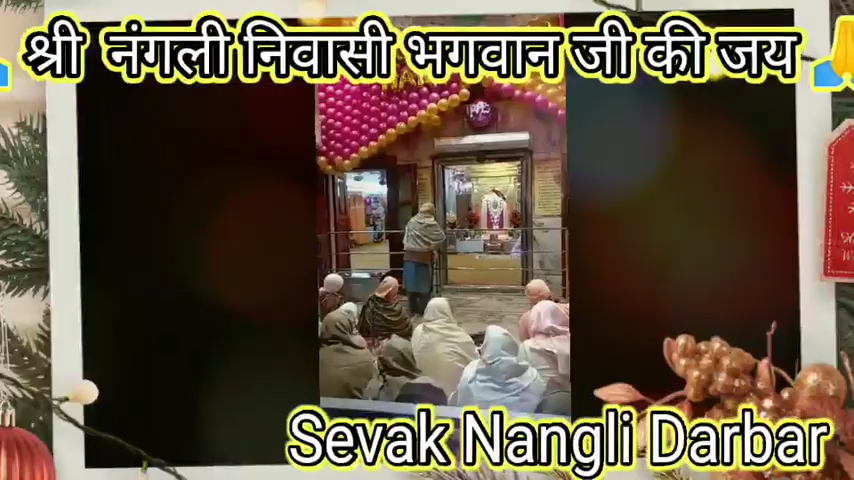 श्री नंगली निवासी भगवान जी की जय
Sevak Nangli Darbar